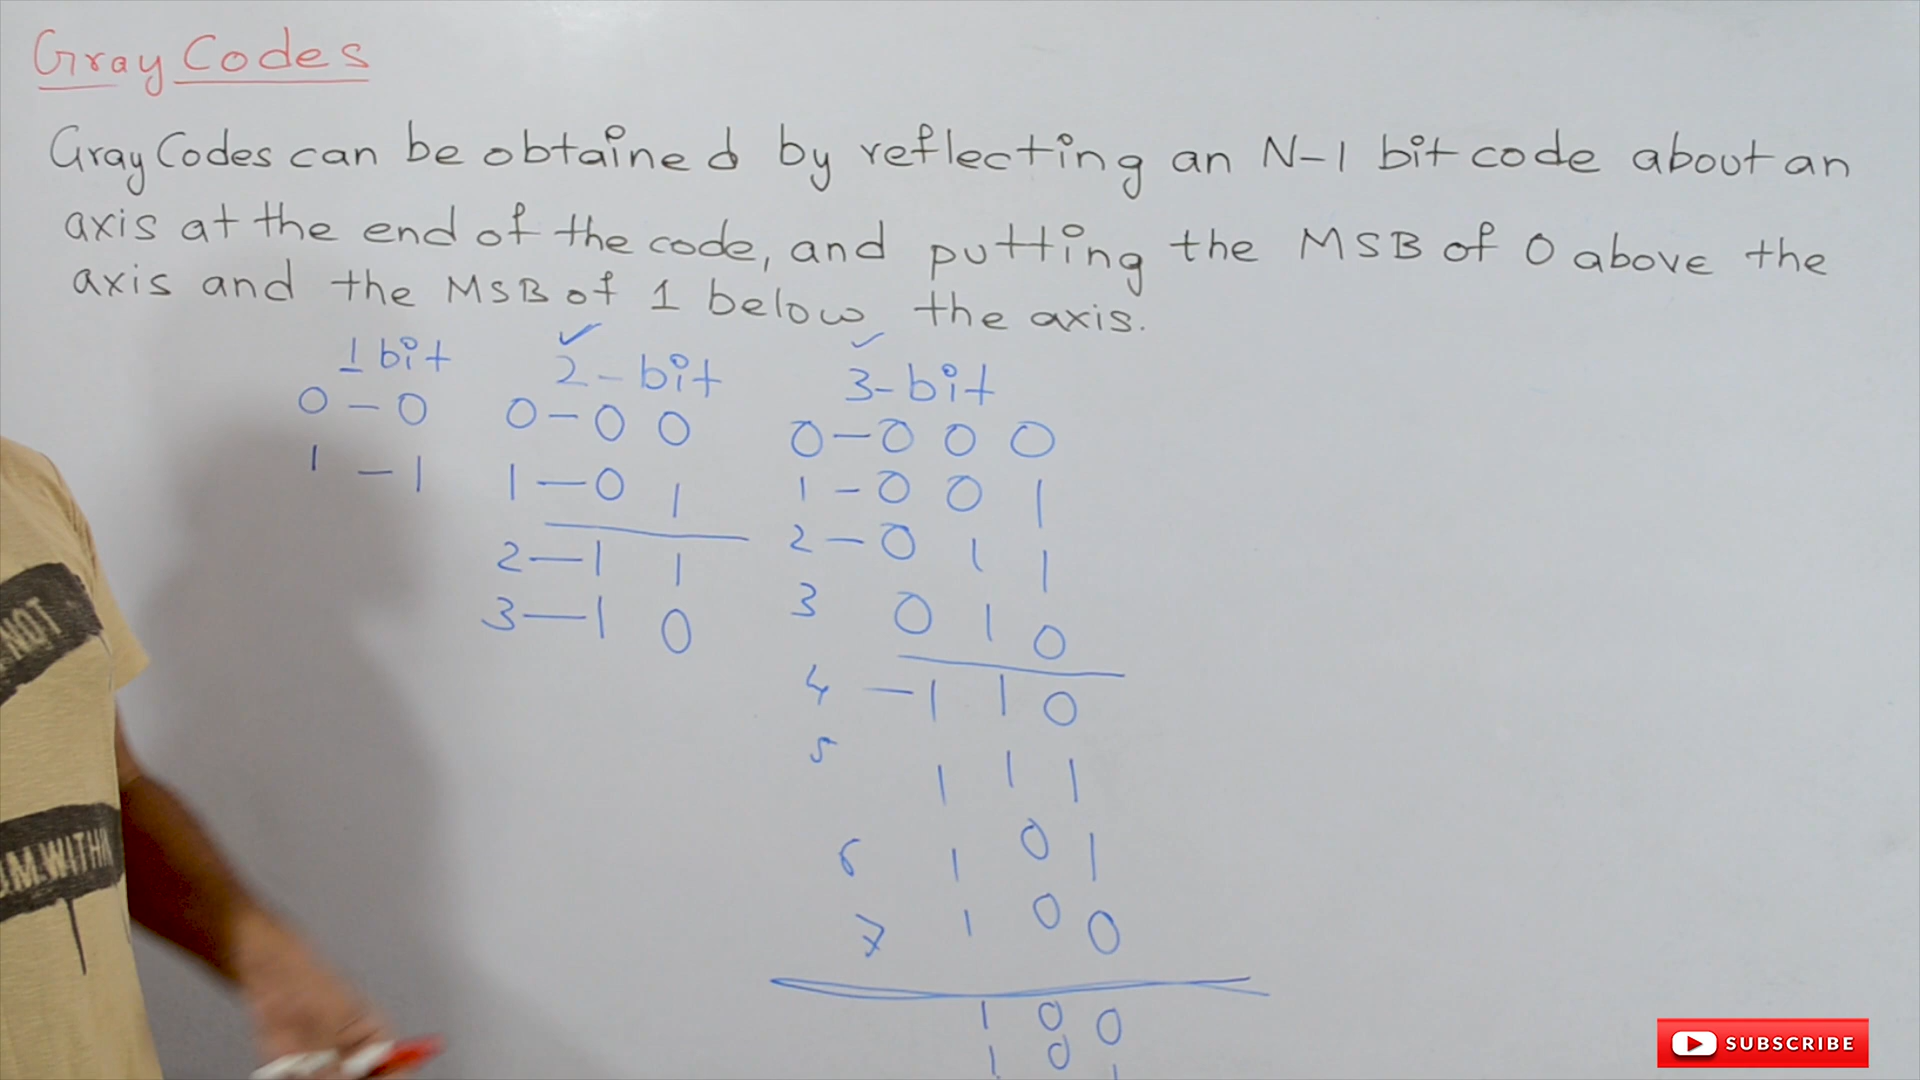 Gray Codes
Gray Codes can be obtained by reflecting an N-1 bit code about an
axis at the end of the code, and putting the MSB of 0 above the
axis and the MSB of 1 below the axis.
1 bit
0 - 0
1 - 1
2-bit
0 - 0 0
1 - 0 1
2 - 1 1
3 - 1 0
3-bit
0 - 0 0 0
1 - 0 0 1
2 - 0 1 1
3 0 1 0
4 - 1 1 0
5 1 1 1
6 1 0 1
7 1 0 0
1 0 0
1 0 1
NOT
M.WITHIN
SUBSCRIBE